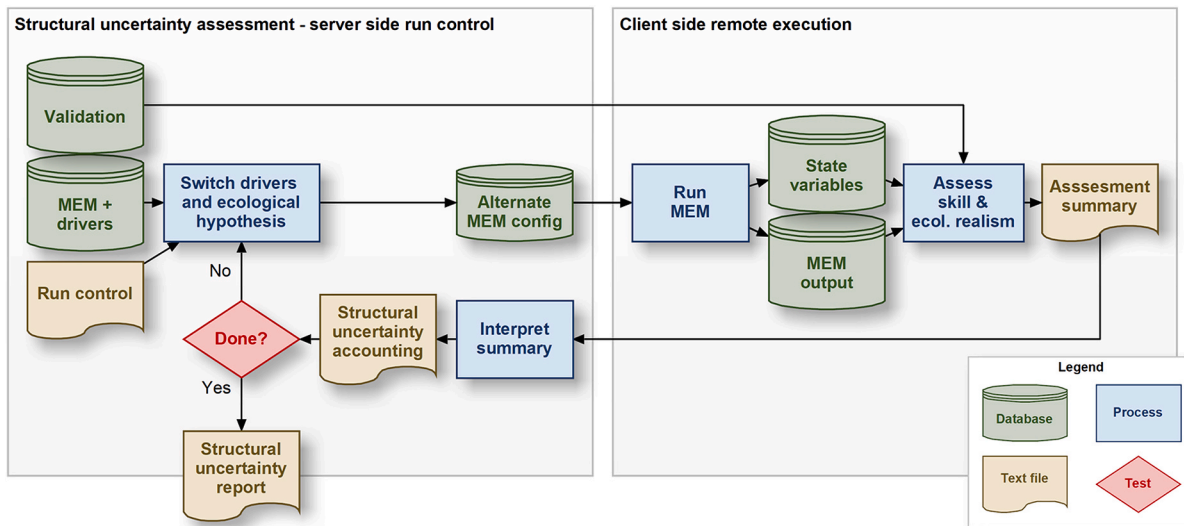 Structural uncertainty assessment - server side run control
Validation
MEM +
drivers
Run control
Switch drivers
and ecological
hypothesis
Alternate
MEM config
No
Done?
Yes
Structural
uncertainty
accounting
Interpret
summary
Structural
uncertainty
report
Client side remote execution
Run
MEM
State
variables
MEM
output
Assess
skill &
ecol. realism
Asssesment
summary
Legend
Database
Process
Text file
Test